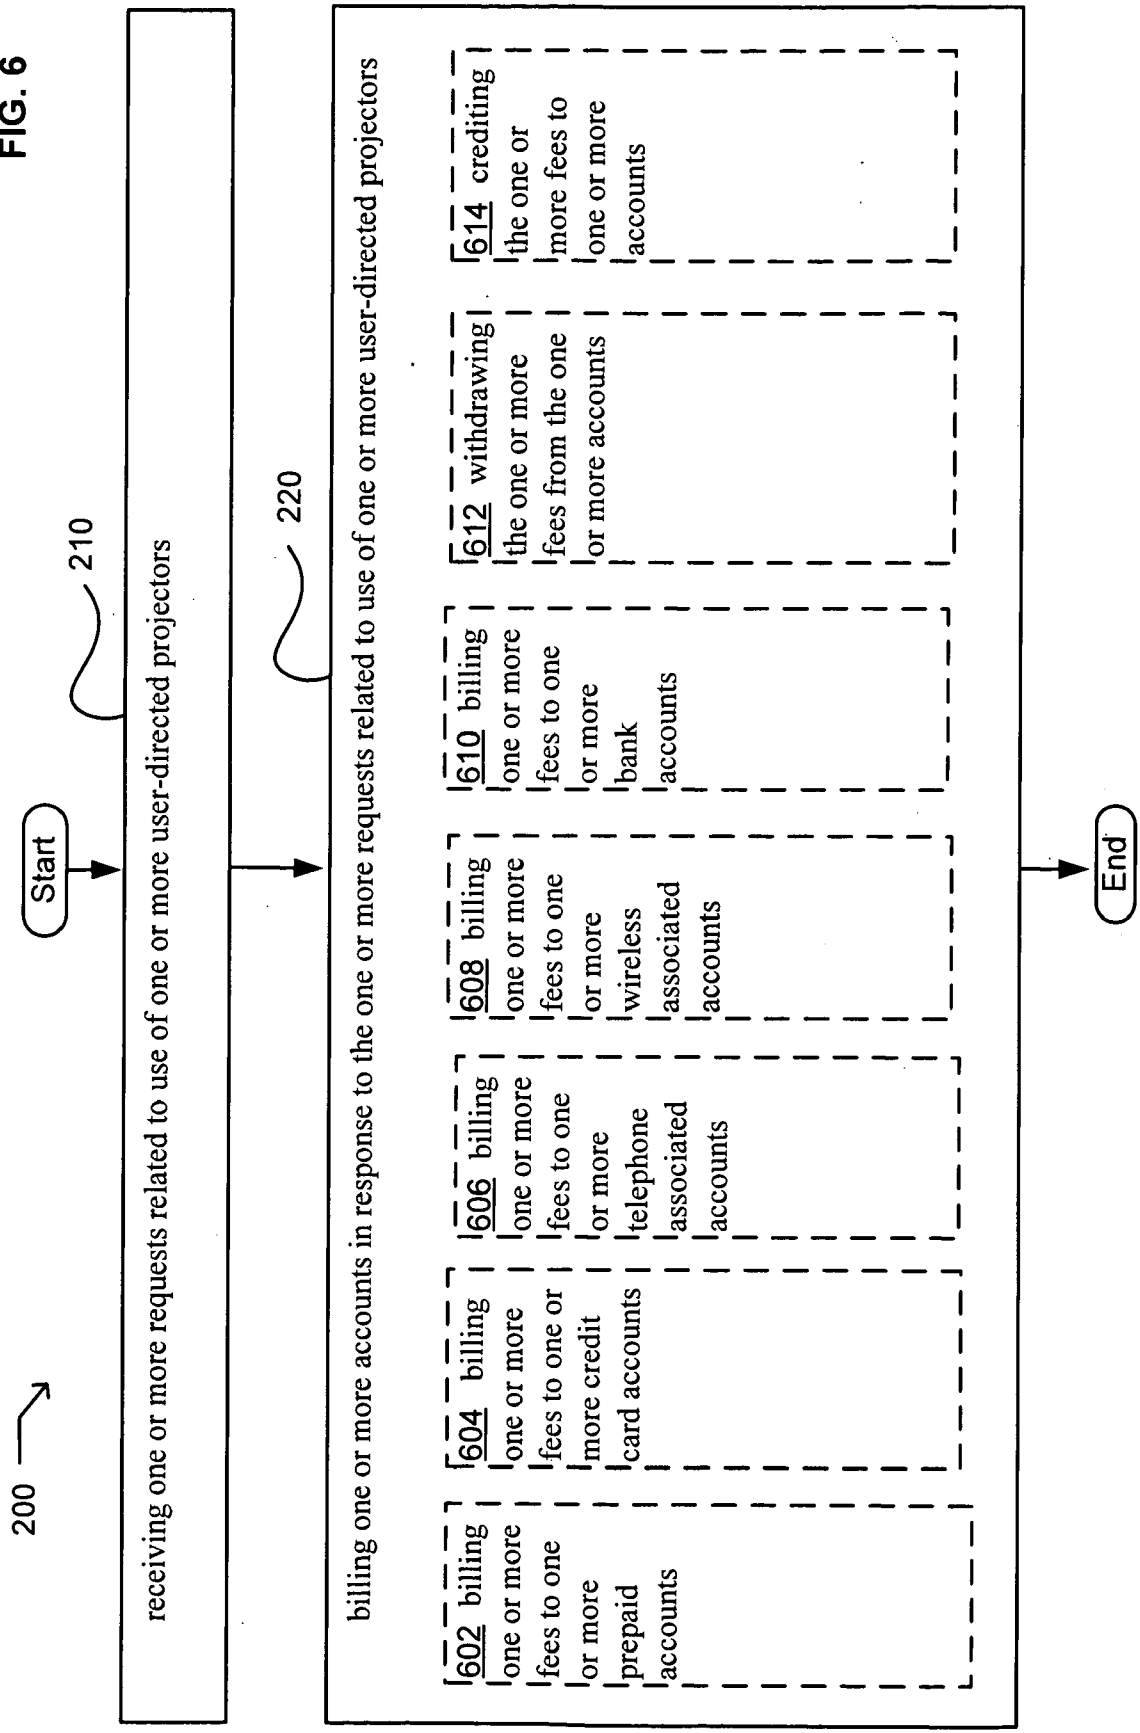 FIG. 6
200
Start
210
receiving one or more requests related to use of one or more user-directed projectors
220
billing one or more accounts in response to the one or more requests related to use of one or more user-directed projectors
602 billing
one or more
fees to one
or more
prepaid
accounts
604 billing
one or more
fees to one or
more credit
card accounts
606 billing
one or more
fees to one
or more
telephone
associated
accounts
608 billing
one or more
fees to one
or more
wireless
associated
accounts
610 billing
one or more
fees to one
or more
bank
accounts
612 withdrawing
the one or more
fees from the one
or more accounts
614 crediting
the one or
more fees to
one or more
accounts
End